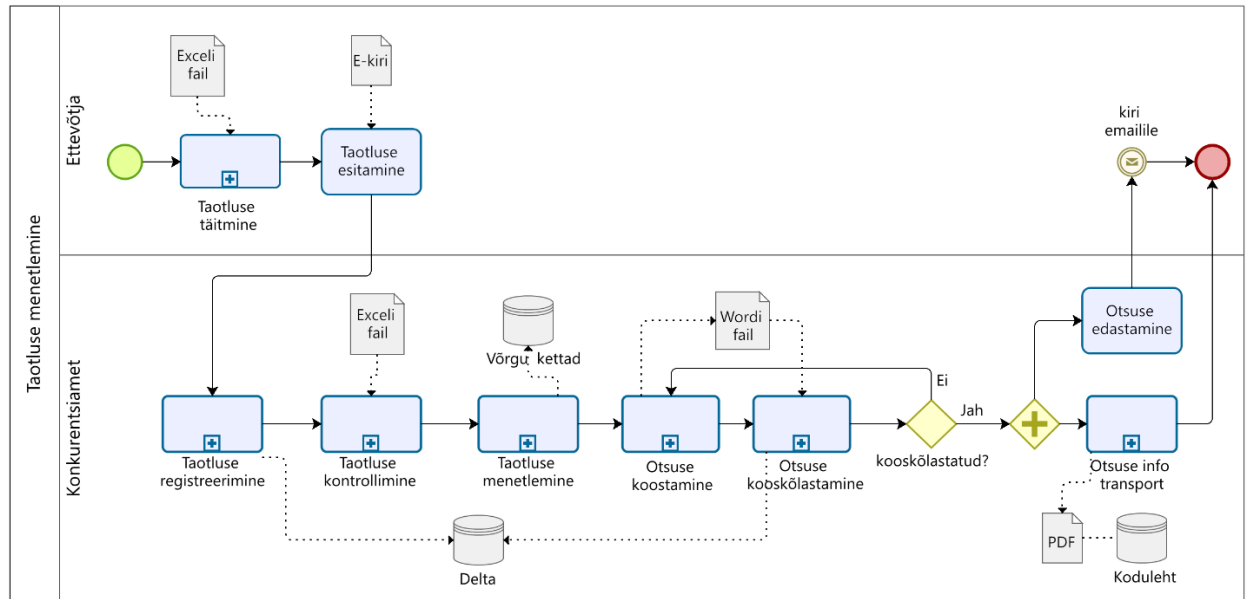 Taotluse menetlemine
Ettevõtja
Exceli
fail
E-kiri
Taotluse
esitamine
Taotluse
täitmine
kiri
emailile
Konkurentsiamet
Exceli
fail
Võrgu kettad
Wordi
fail
Otsuse
edastamine
Ei
Jah
Taotluse
registreerimine
Taotluse
kontrollimine
Taotluse
menetlemine
Otsuse
koostamine
Otsuse
kooskõlastamine
kooskõlastatud?
Otsuse info
transport
Delta
PDF
Koduleht